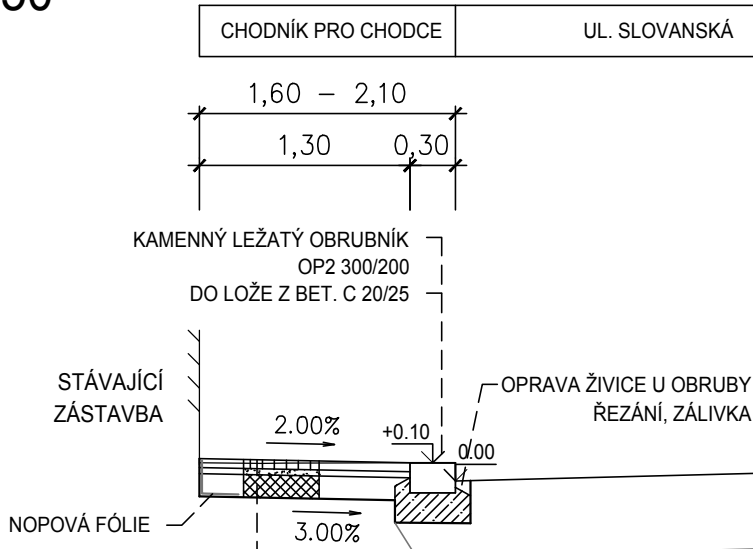 CHODNÍK PRO CHODCE
UL. SLOVANSKÁ
1,60 – 2,10
1,30
0,30
KAMENNÝ LEŽATÝ OBRUBNÍK
OP2 300/200
DO LOŽE Z BET. C 20/25
STÁVAJÍCÍ
ZÁSTAVBA
OPRAVA ŽIVICE U OBRUBY
ŘEZÁNÍ, ZÁLIVKA
2.00%
+0.10
0.00
NOPOVÁ FÓLIE
3.00%